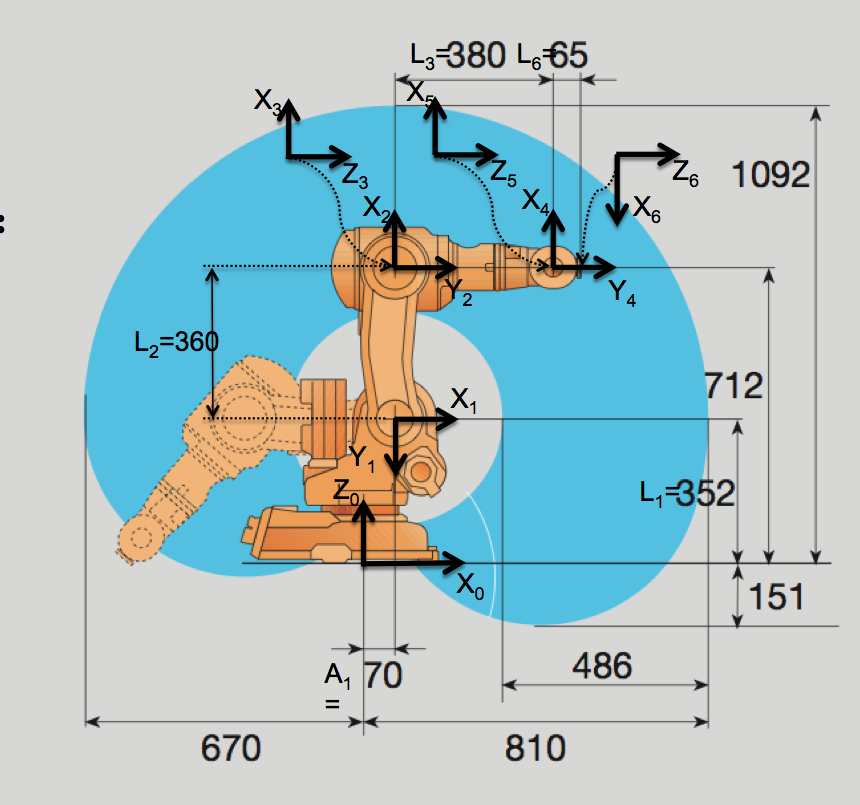 L3=380 L6=65
X3
X5
Z3
Z5
Z6
1092
:
X2
X4
X6
Y2
Y4
L2=360
712
X1
Y1
Z0
L1=352
X0
151
A1
=
70
486
670
810